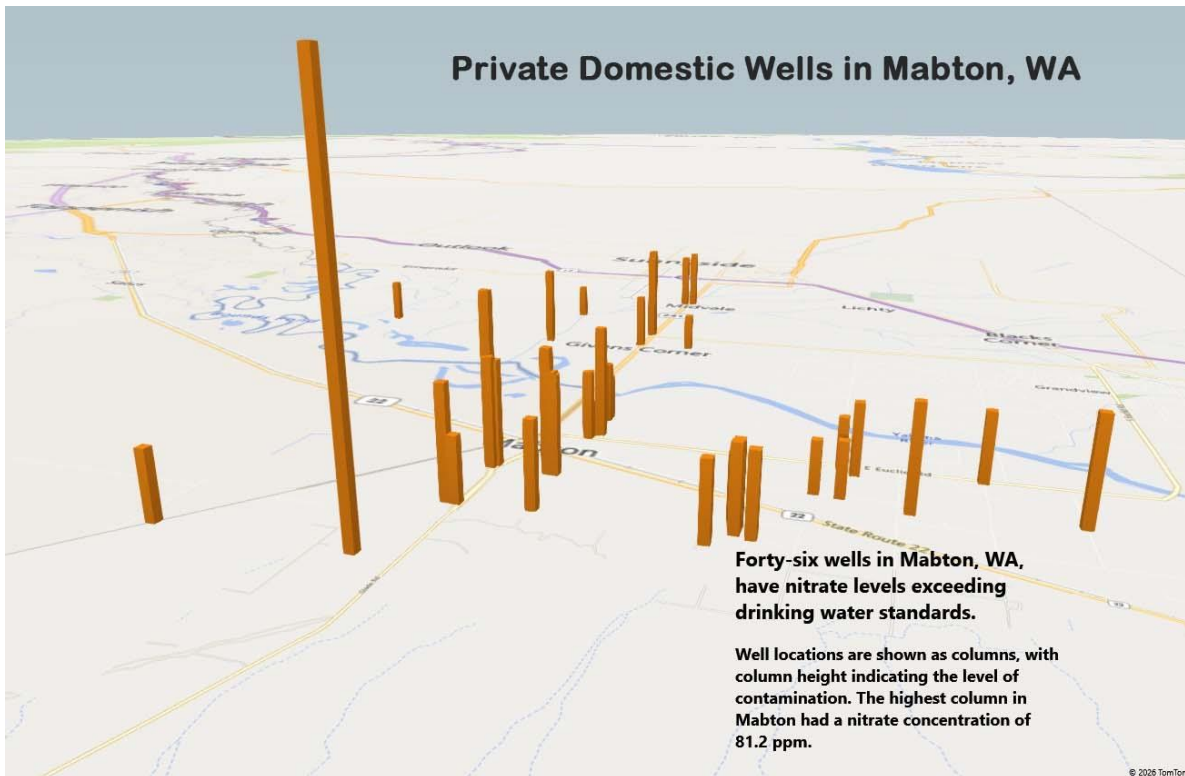 Private Domestic Wells in Mabton, WA
Outlook
Sunnyside
Midvale
Lichty
Givens Corner
Blacks
Corner
Grandview
22
Mabton
E Euclid Rd
22
State Route 22
22
Forty-six wells in Mabton, WA,
have nitrate levels exceeding
drinking water standards.
Well locations are shown as columns, with
column height indicating the level of
contamination. The highest column in
Mabton had a nitrate concentration of
81.2 ppm.
© 2026 TomTom